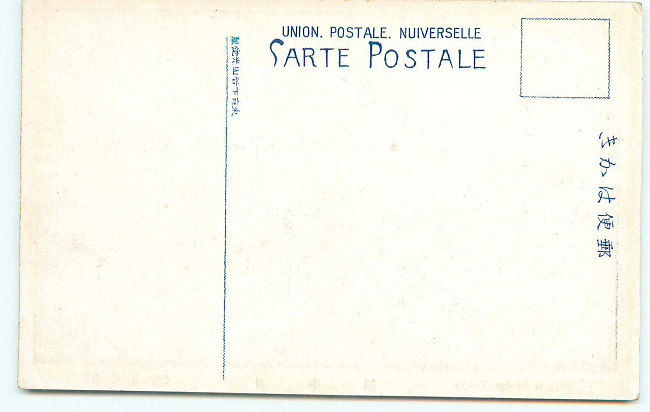 UNION. POSTALE. NUIVERSELLE
CARTE POSTALE
郵便はかき